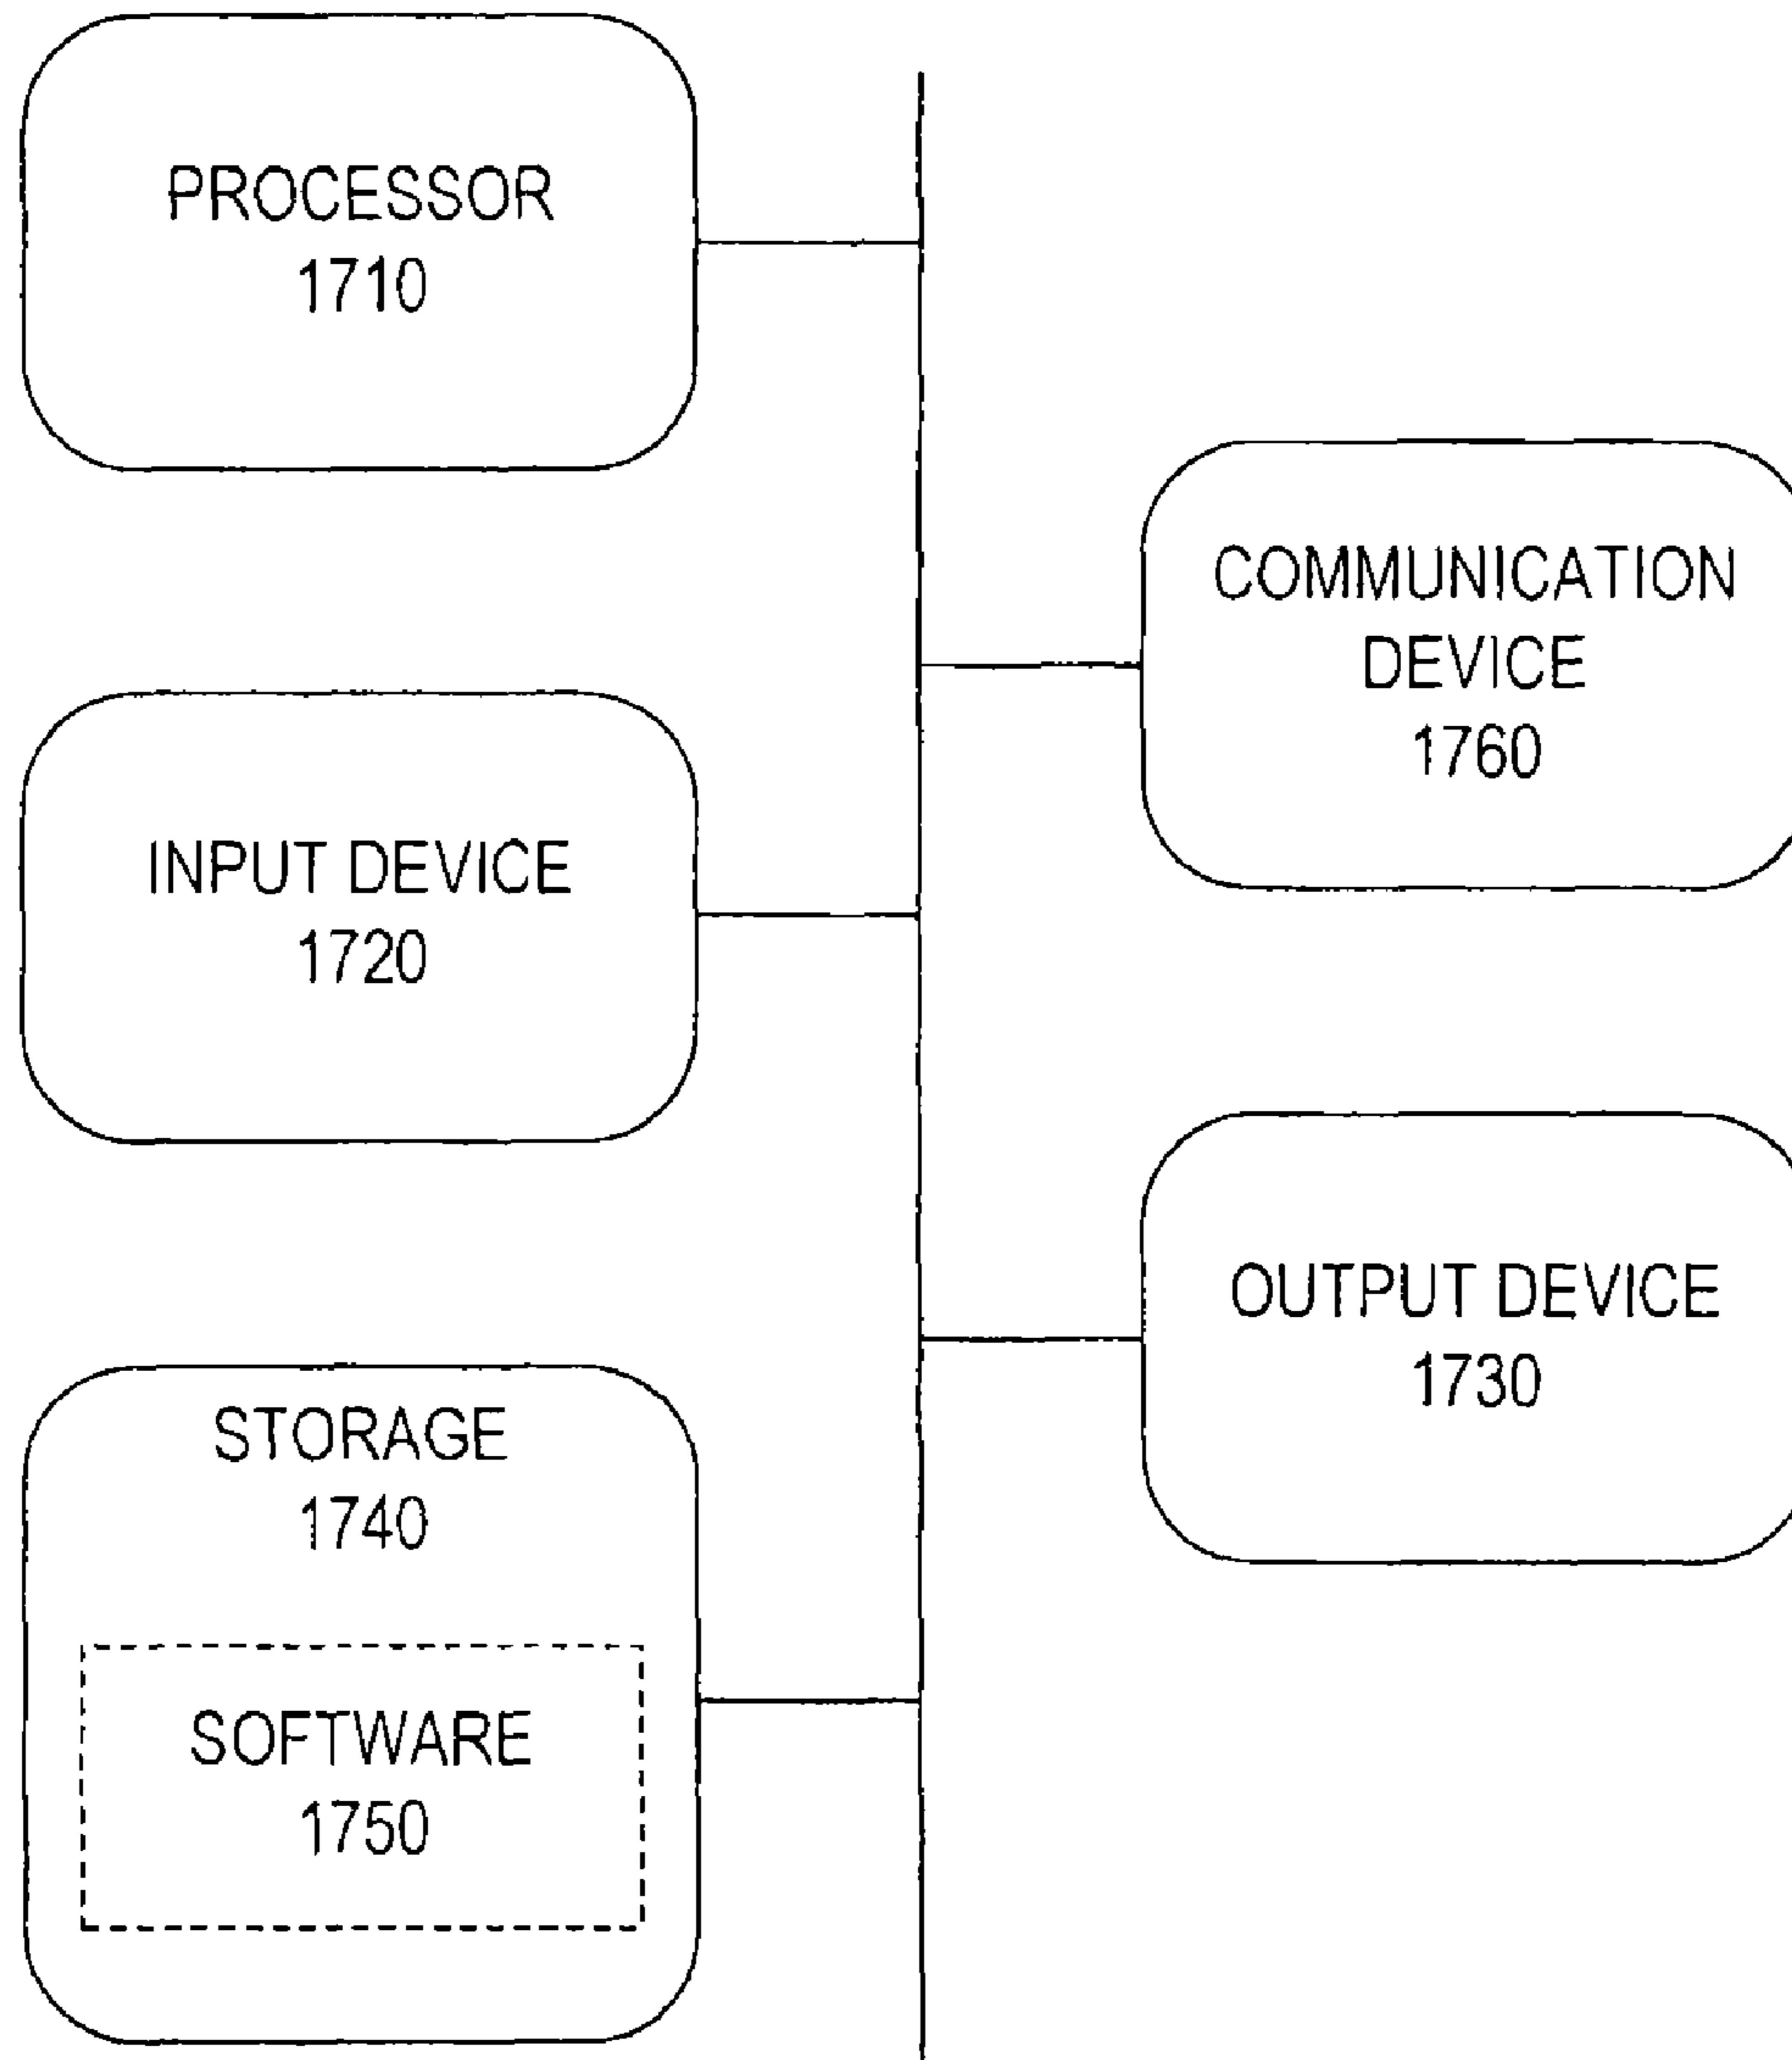 PROCESSOR
1710
COMMUNICATION
DEVICE
1760
INPUT DEVICE
1720
OUTPUT DEVICE
1730
STORAGE
1740
SOFTWARE
1750